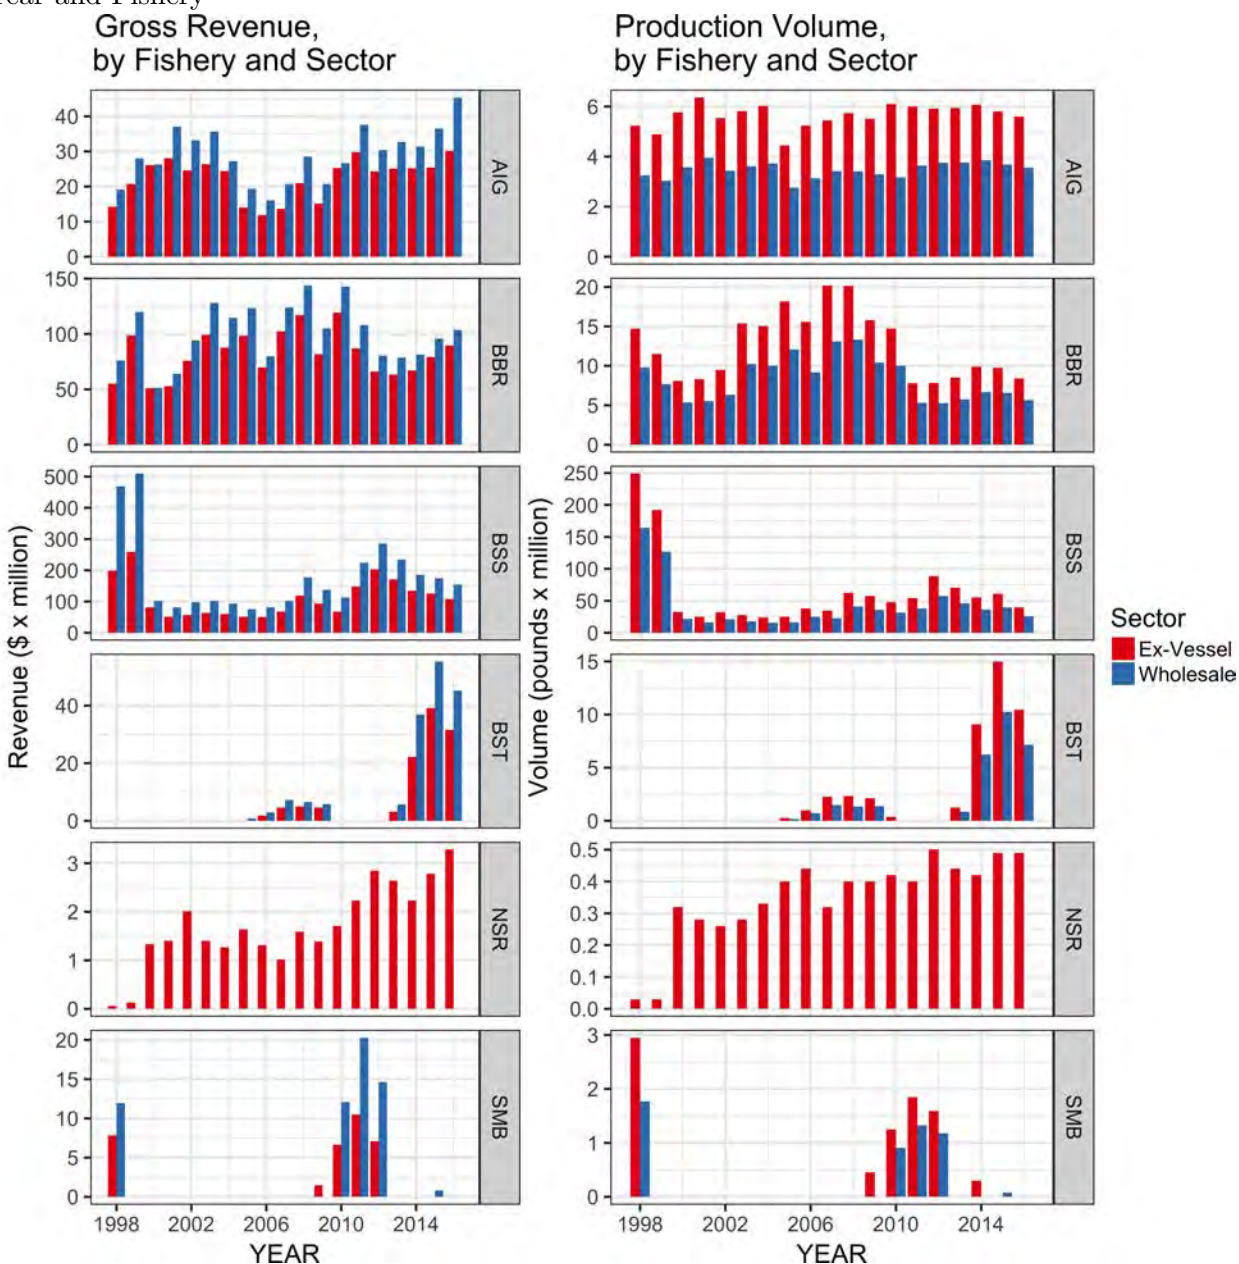 Year and Fishery
Gross Revenue,
by Fishery and Sector
Production Volume,
by Fishery and Sector
Revenue ($ x million)
40
30
20
10
0
AIG
150
100
50
0
BBR
500
400
300
200
100
0
BSS
40
20
0
BST
3
2
1
0
NSR
20
15
10
5
0
SMB
1998
2002
2006
2010
2014
YEAR
Volume (pounds x million)
6
4
2
0
AIG
20
15
10
5
0
BBR
250
200
150
100
50
0
BSS
15
10
5
0
BST
0.5
0.4
0.3
0.2
0.1
0.0
NSR
3
2
1
0
SMB
1998
2002
2006
2010
2014
YEAR
Sector
Ex-Vessel
Wholesale